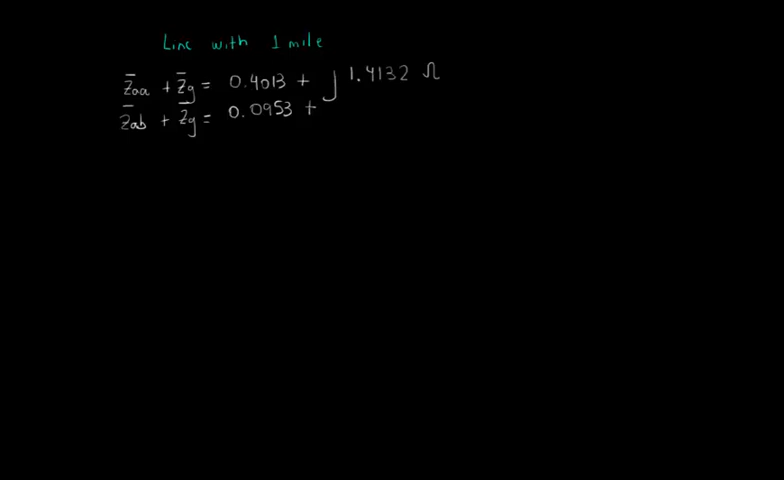 Line with 1 mile
z̄aa + z̄g = 0.4013 + j 1.4132 Ω
z̄ab + z̄g = 0.0953 +